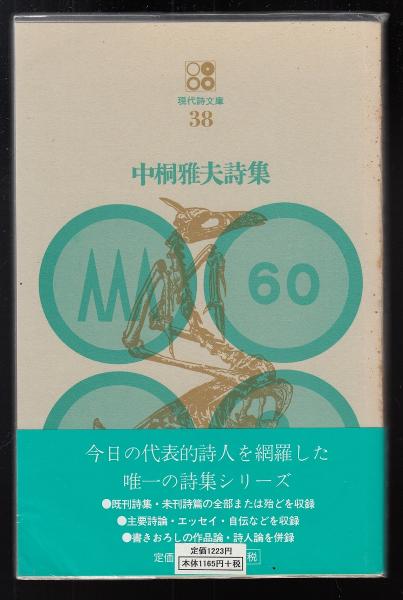 現代詩文庫
38
中桐雅夫詩集
60
今日の代表的詩人を網羅した
唯一の詩集シリーズ
●既刊詩集・未刊詩篇の全部または殆どを収録
●主要詩論・エッセイ・自伝などを収録
●書きおろしの作品論・詩人論を併録
定価
定価1223円
本体1165円+税
税)